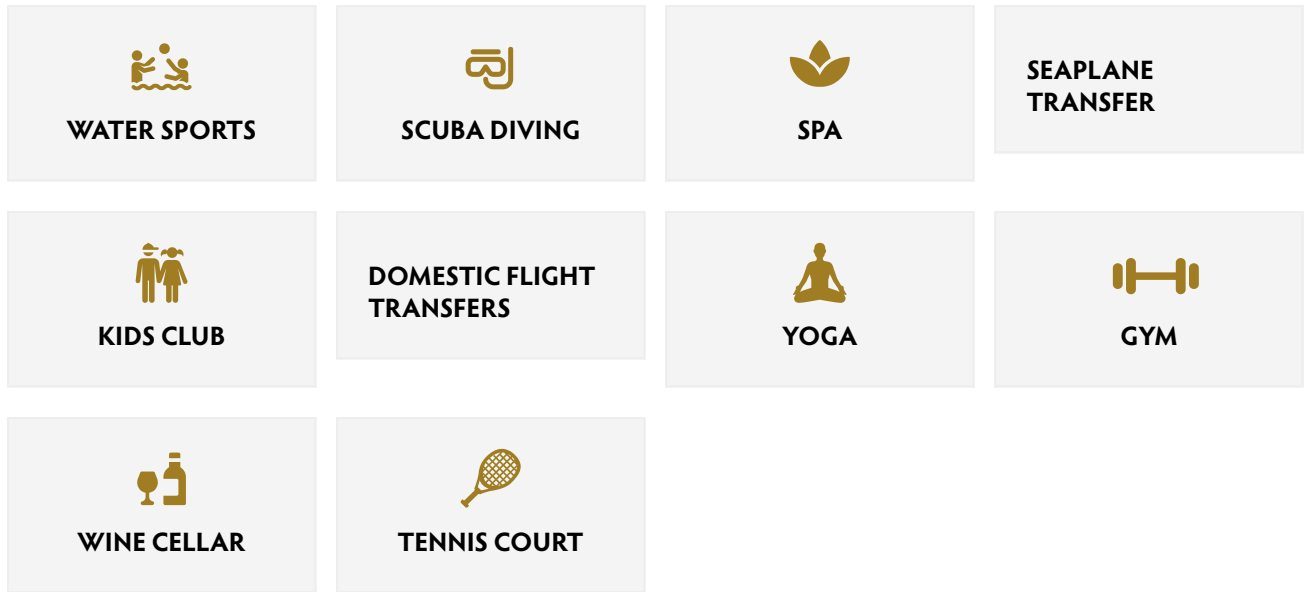 WATER SPORTS
SCUBA DIVING
SPA
SEAPLANE
TRANSFER
KIDS CLUB
DOMESTIC FLIGHT
TRANSFERS
YOGA
GYM
WINE CELLAR
TENNIS COURT